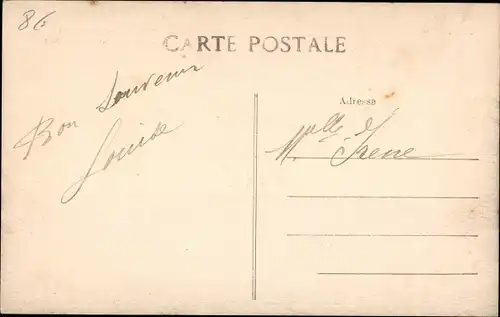 86
CARTE POSTALE
Bon Souvenir
Louise
Adresse
Melle Irene